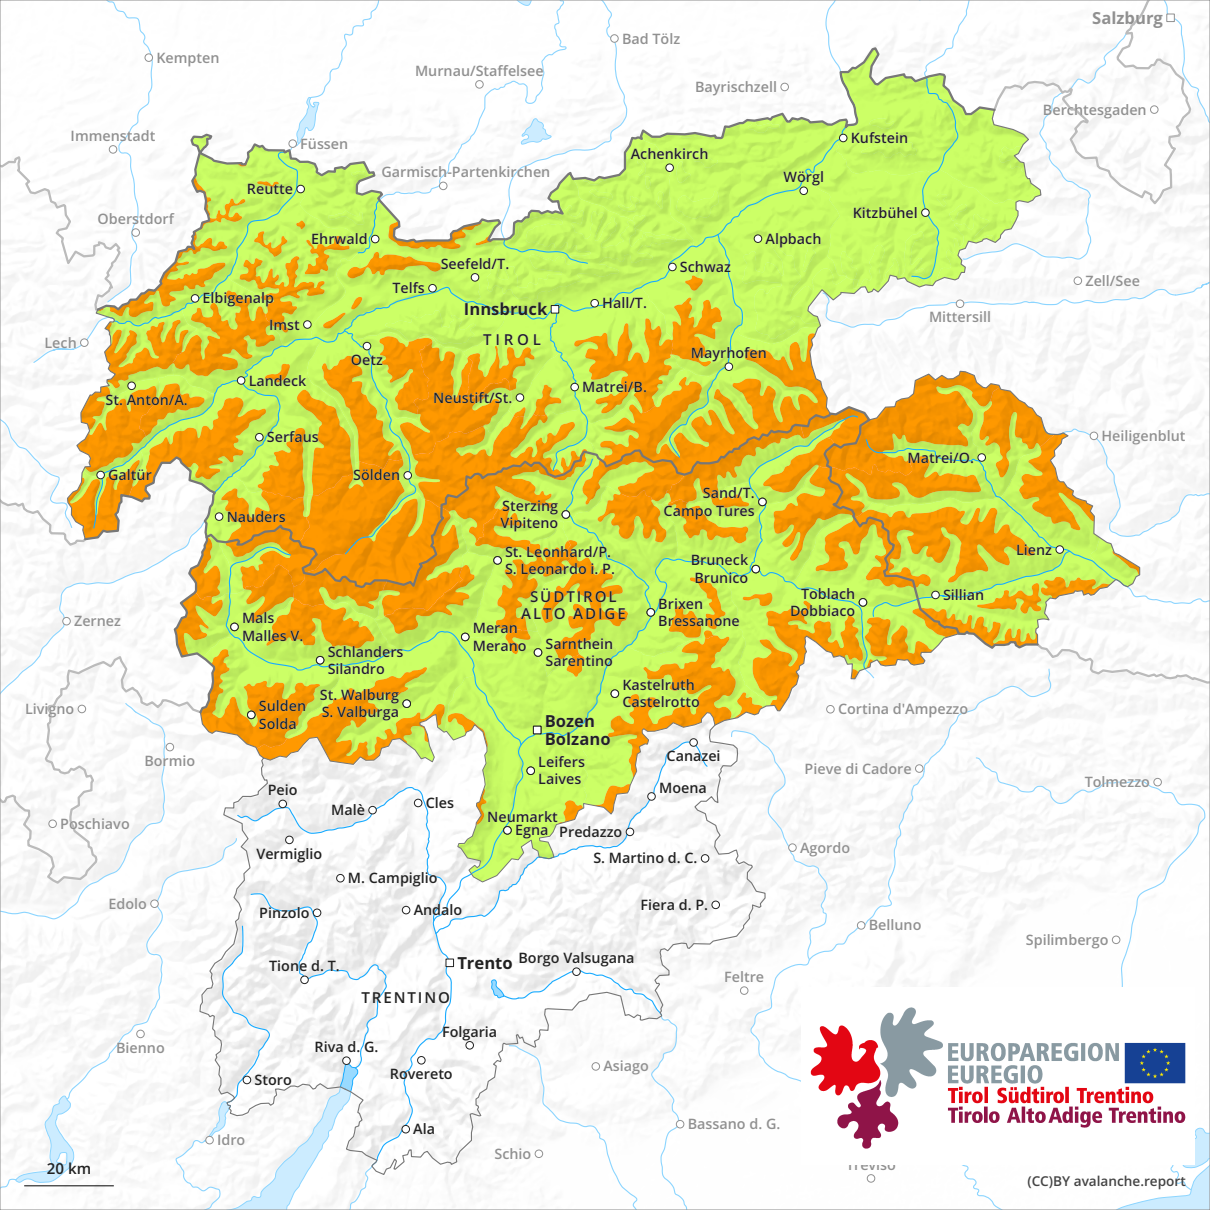 Salzburg
Bad Tölz
Kempten
Murnau/Staffelsee
Bayrischzell
Berchtesgaden
Immenstadt
Füssen
Kufstein
Achenkirch
Garmisch-Partenkirchen
Wörgl
Reutte
Oberstdorf
Kitzbühel
Ehrwald
Alpbach
Seefeld/T.
Schwaz
Zell/See
Telfs
Elbigenalp
Hall/T.
Innsbruck
Mittersill
Imst
Lech
TIROL
Oetz
Mayrhofen
Landeck
Matrei/B.
St. Anton/A.
Neustift/St.
Serfaus
Heiligenblut
Matrei/O.
Galtür
Sölden
Sand/T.
Campo Tures
Sterzing
Vipiteno
Nauders
St. Leonhard/P.
S. Leonardo i. P.
Lienz
Bruneck
Brunico
SÜDTIROL
ALTO ADIGE
Toblach
Dobbiaco
Sillian
Brixen
Bressanone
Zernez
Mals
Malles V.
Meran
Merano
Sarnthein
Sarentino
Schlanders
Silandro
Kastelruth
Castelrotto
St. Walburg
S. Valburga
Sulden
Solda
Livigno
Cortina d'Ampezzo
Bozen
Bolzano
Canazei
Bormio
Leifers
Laives
Pieve di Cadore
Tolmezzo
Peio
Moena
Malè
Cles
Neumarkt
Egna
Predazzo
Poschiavo
Vermiglio
Agordo
S. Martino d. C.
M. Campiglio
Edolo
Pinzolo
Andalo
Fiera d. P.
Belluno
Spilimbergo
Trento
Borgo Valsugana
Tione d. T.
Feltre
TRENTINO
Folgaria
Bienno
Riva d. G.
Rovereto
Asiago
Storo
EUROPAREGION
EUREGIO
Tirol Südtirol Trentino
Tirolo Alto Adige Trentino
Ala
Bassano d. G.
Idro
Schio
Treviso
20 km
(CC)BY avalanche.report